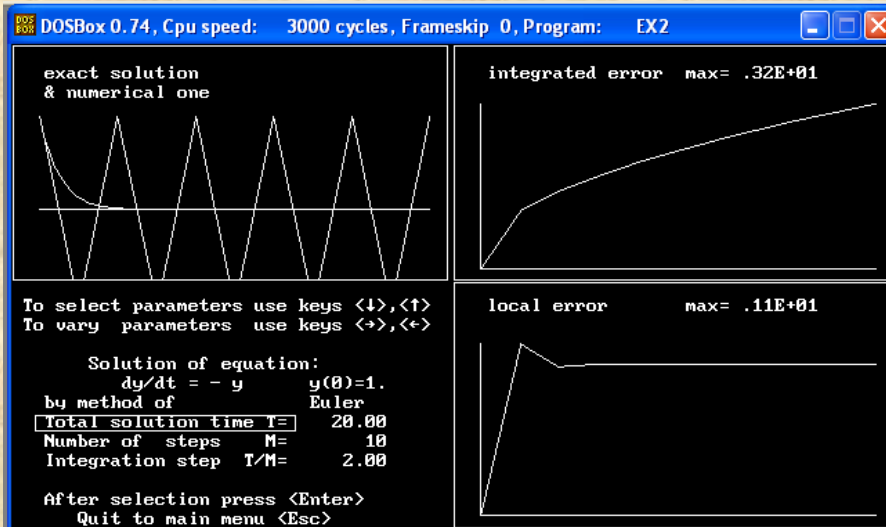 DOSBox 0.74, Cpu speed: 3000 cycles, Frameskip 0, Program: EX2
exact solution
& numerical one
integrated error max= .32E+01
To select parameters use keys <↓>,<↑>
To vary parameters use keys <→>,<←>
Solution of equation:
dy/dt = - y y(0)=1.
by method of Euler
Total solution time T= 20.00
Number of steps M= 10
Integration step T/M= 2.00
After selection press <Enter>
Quit to main menu <Esc>
local error max= .11E+01